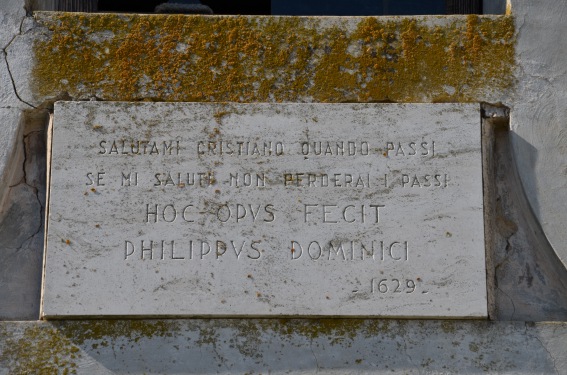 SALUTAMI CRISTIANO QUANDO PASSI
SE MI SALUTI NON PERDERAI I PASSI
HOC OPVS FECIT
PHILIPPVS DOMINICI
- 1629 -